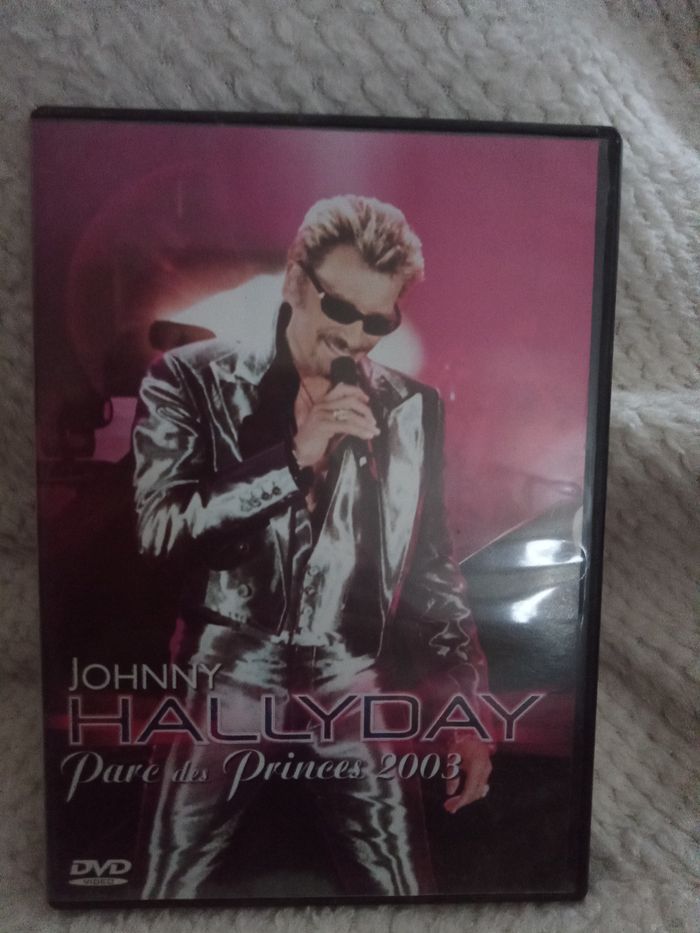 JOHNNY
HALLYDAY
Parc des Princes 2003
DVD
VIDEO